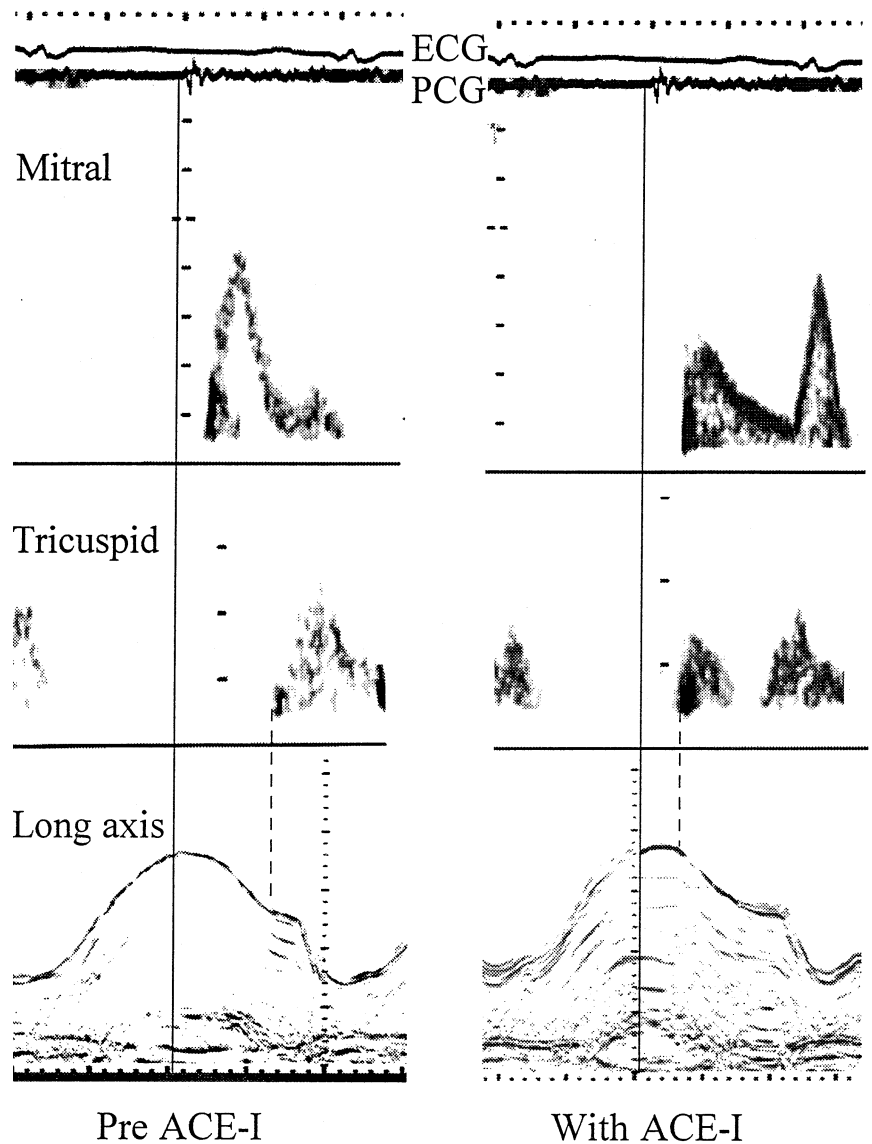 ECG
PCG
Mitral
Tricuspid
Long axis
Pre ACE-I
With ACE-I